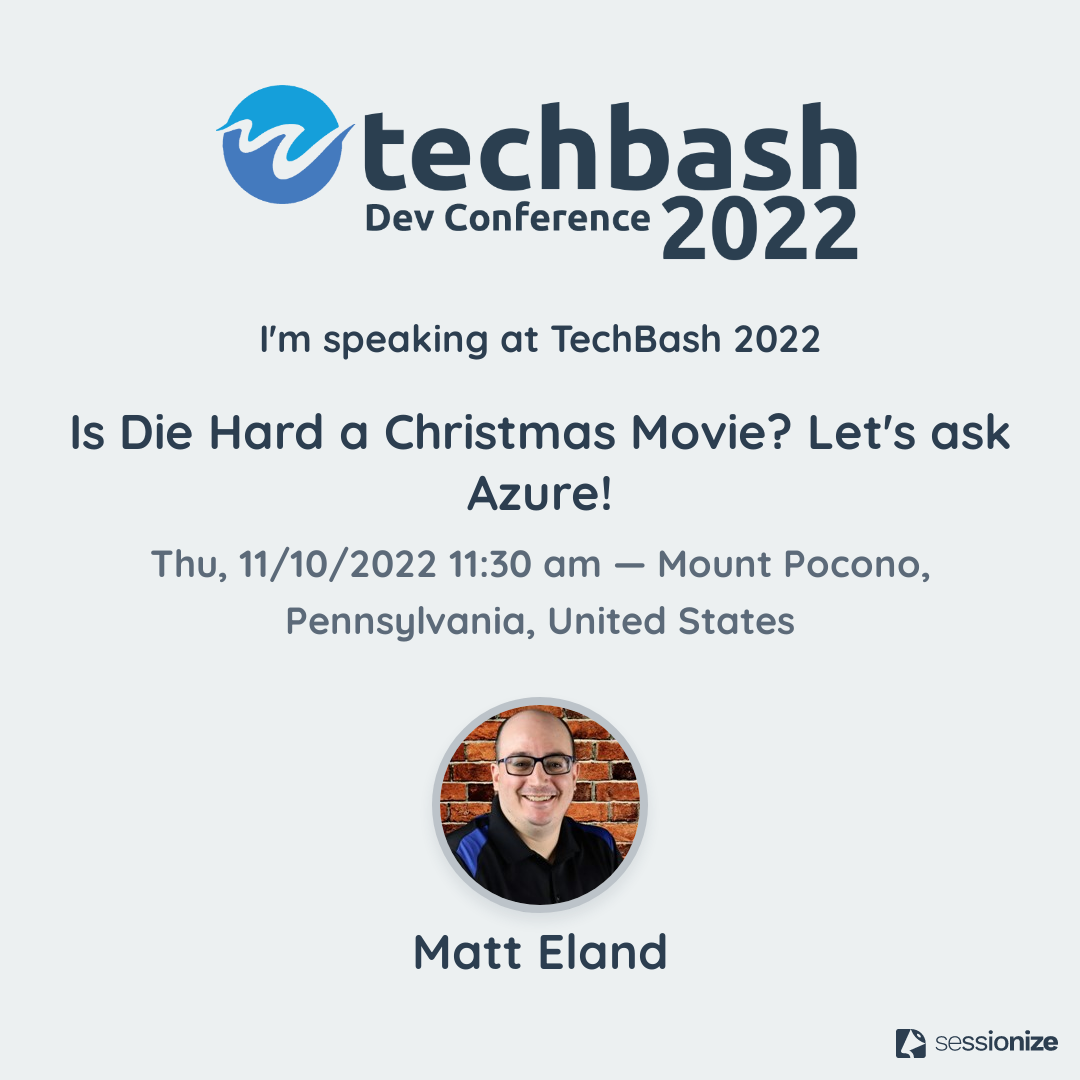 techbash
Dev Conference 2022
I'm speaking at TechBash 2022
Is Die Hard a Christmas Movie? Let's ask
Azure!
Thu, 11/10/2022 11:30 am — Mount Pocono,
Pennsylvania, United States
Matt Eland
sessionize